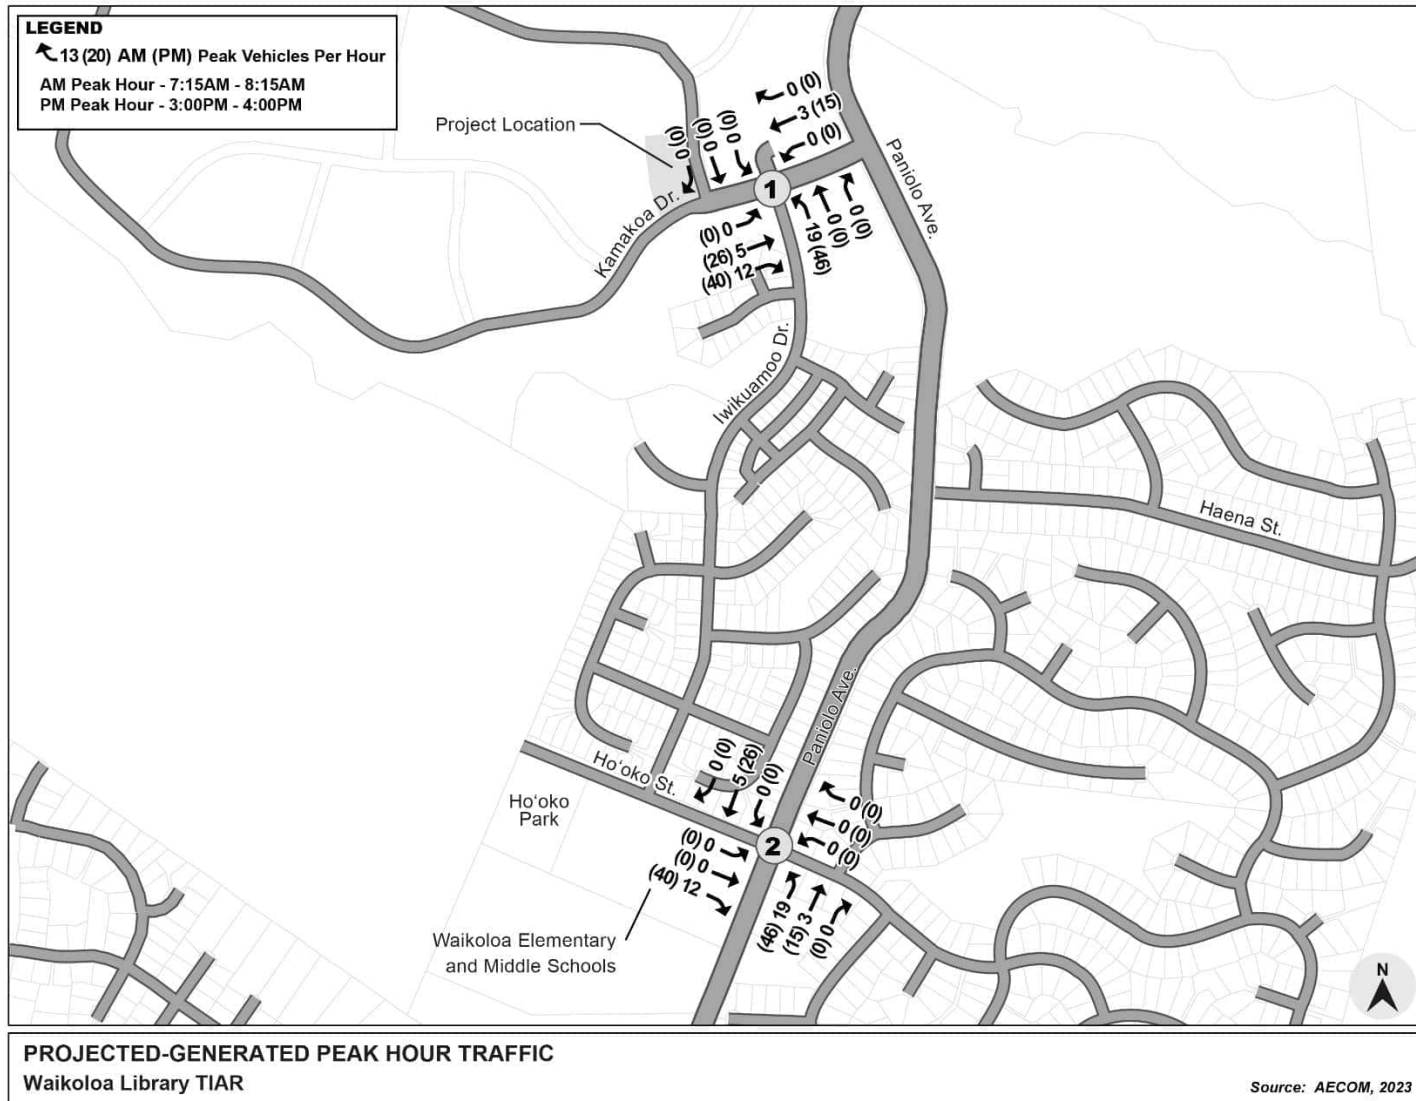 LEGEND
13 (20) AM (PM) Peak Vehicles Per Hour
AM Peak Hour - 7:15AM - 8:15AM
PM Peak Hour - 3:00PM - 4:00PM
Project Location
(0) 0
(0) 0
(0) 0
0 (0)
3 (15)
0 (0)
1
Paniolo Ave.
Kamakoa Dr.
(0) 0
(26) 5
(40) 12
19 (46)
0 (0)
0 (0)
Iwikuamoo Dr.
Haena St.
Paniolo Ave.
Ho‘oko St.
0 (0)
5 (26)
0 (0)
Ho‘oko
Park
2
0 (0)
0 (0)
0 (0)
(0) 0
(0) 0
(40) 12
(46) 19
(15) 3
(0) 0
Waikoloa Elementary
and Middle Schools
N
PROJECTED-GENERATED PEAK HOUR TRAFFIC
Waikoloa Library TIAR
Source: AECOM, 2023